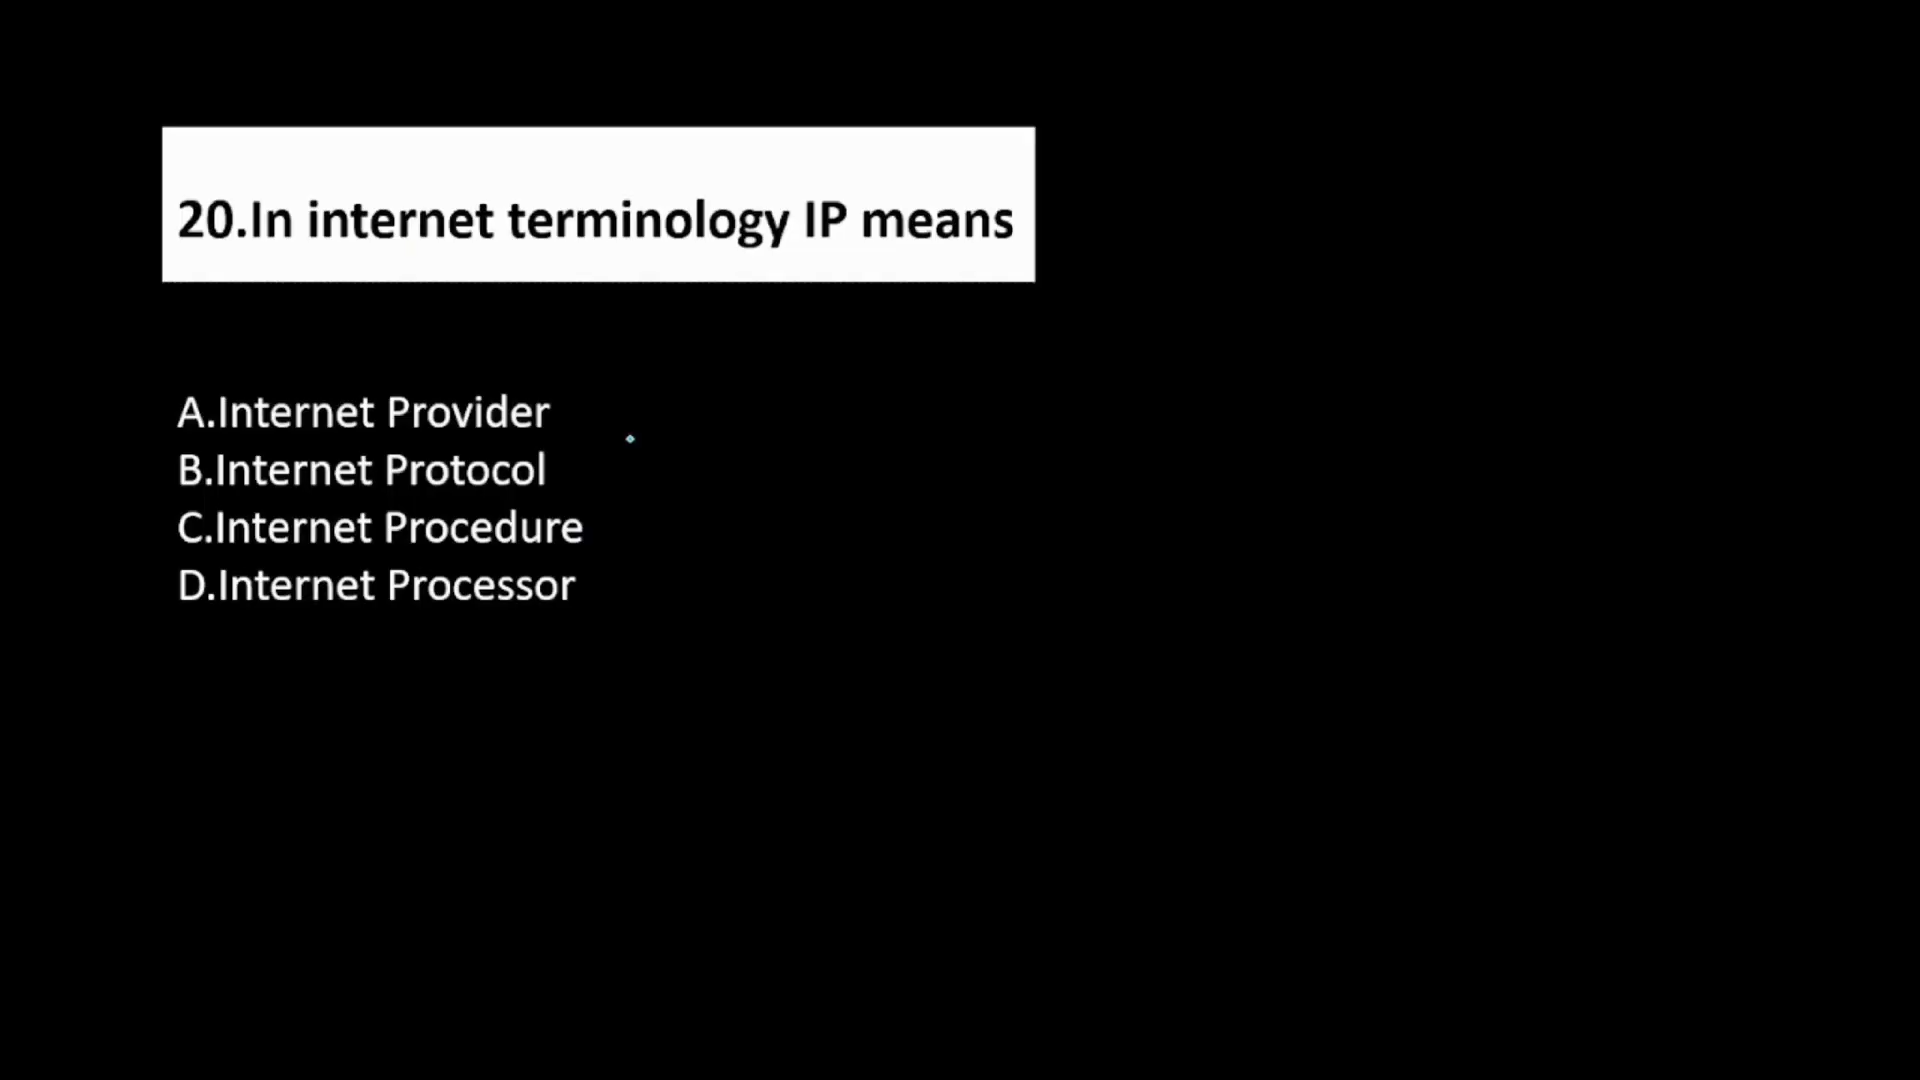 20.In internet terminology IP means
A.Internet Provider
B.Internet Protocol
C.Internet Procedure
D.Internet Processor